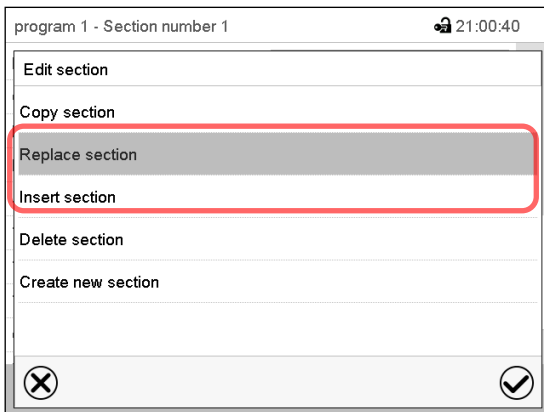 program 1 - Section number 1 21:00:40
Edit section
Copy section
Replace section
Insert section
Delete section
Create new section